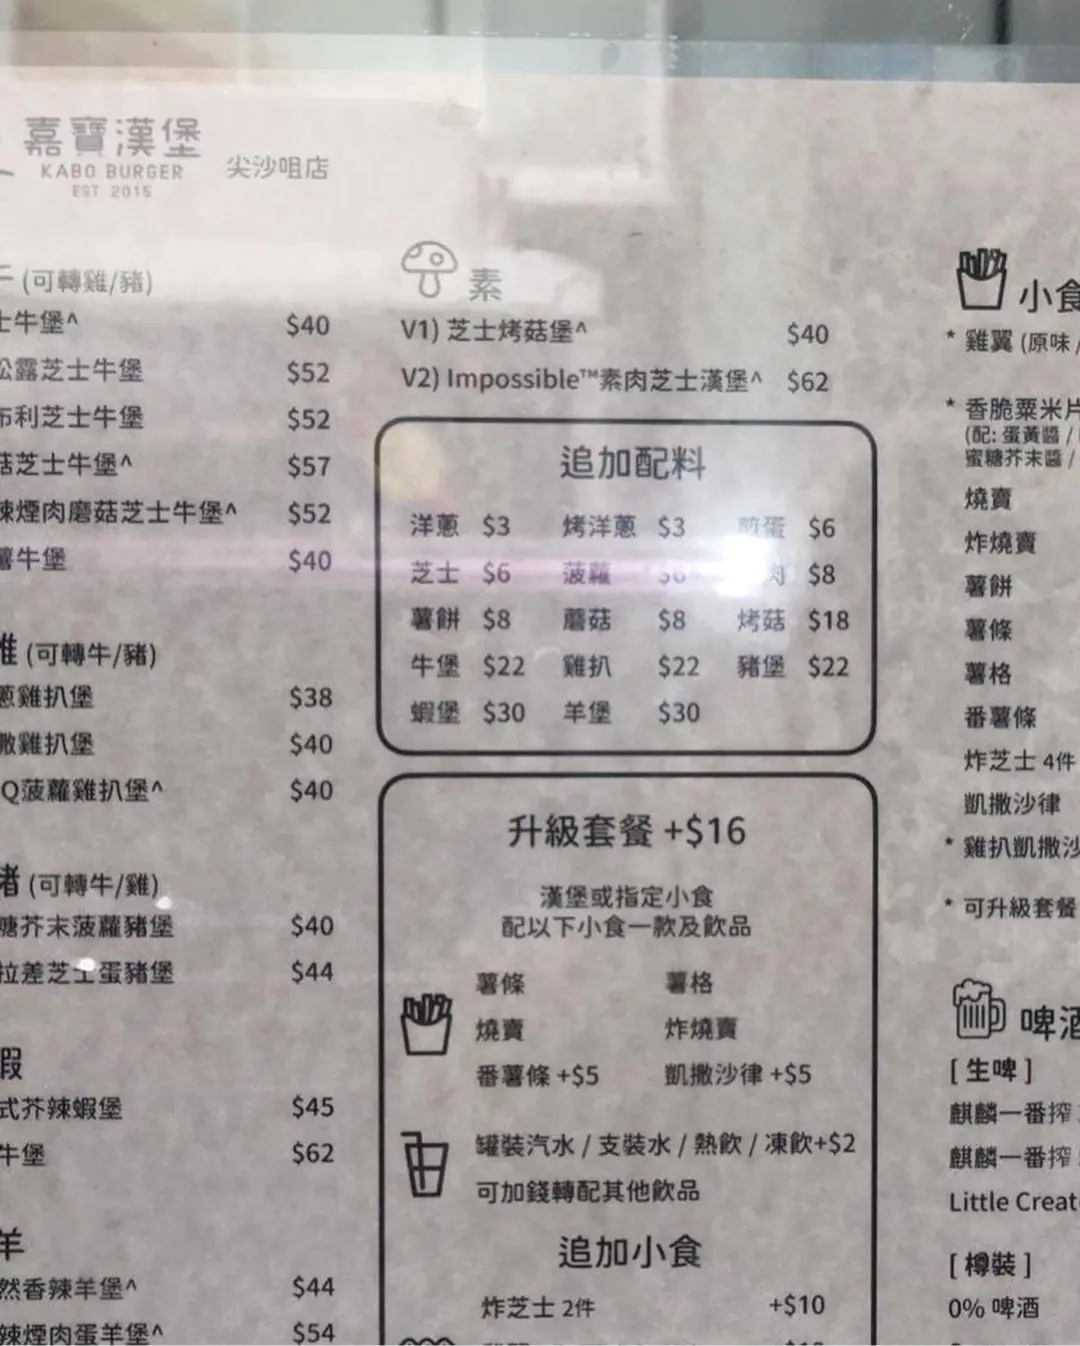 嘉寶漢堡
KABO BURGER
EST 2015
尖沙咀店
(可轉雞/豬)
士牛堡^ $40
松露芝士牛堡 $52
布利芝士牛堡 $52
菇芝士牛堡^ $57
辣煙肉磨菇芝士牛堡^ $52
薯牛堡 $40
(可轉牛/豬)
蔥雞扒堡 $38
撒雞扒堡 $40
Q菠蘿雞扒堡^ $40
豬 (可轉牛/雞)
糖芥末菠蘿豬堡 $40
拉差芝士蛋豬堡 $44
蝦
式芥辣蝦堡 $45
牛堡 $62
羊
然香辣羊堡^ $44
辣煙肉蛋羊堡^ $54
素
V1) 芝士烤菇堡^ $40
V2) Impossible™素肉芝士漢堡^ $62
追加配料
洋蔥 $3 烤洋蔥 $3 煎蛋 $6
芝士 $6 菠蘿 $6 肉 $8
薯餅 $8 蘑菇 $8 烤菇 $18
牛堡 $22 雞扒 $22 豬堡 $22
蝦堡 $30 羊堡 $30
升級套餐 +$16
漢堡或指定小食
配以下小食一款及飲品
薯條 薯格
燒賣 炸燒賣
番薯條 +$5 凱撒沙律 +$5
罐裝汽水 / 支裝水 / 熱飲 / 凍飲+$2
可加錢轉配其他飲品
追加小食
炸芝士 2件 +$10
小食
* 雞翼 (原味 /
* 香脆粟米片
(配: 蛋黃醬 /
蜜糖芥末醬 /
燒賣
炸燒賣
薯餅
薯條
薯格
番薯條
炸芝士 4件
凱撒沙律
* 雞扒凱撒沙
* 可升級套餐
啤酒
[ 生啤 ]
麒麟一番搾
麒麟一番搾
Little Creat
[ 樽裝 ]
0% 啤酒